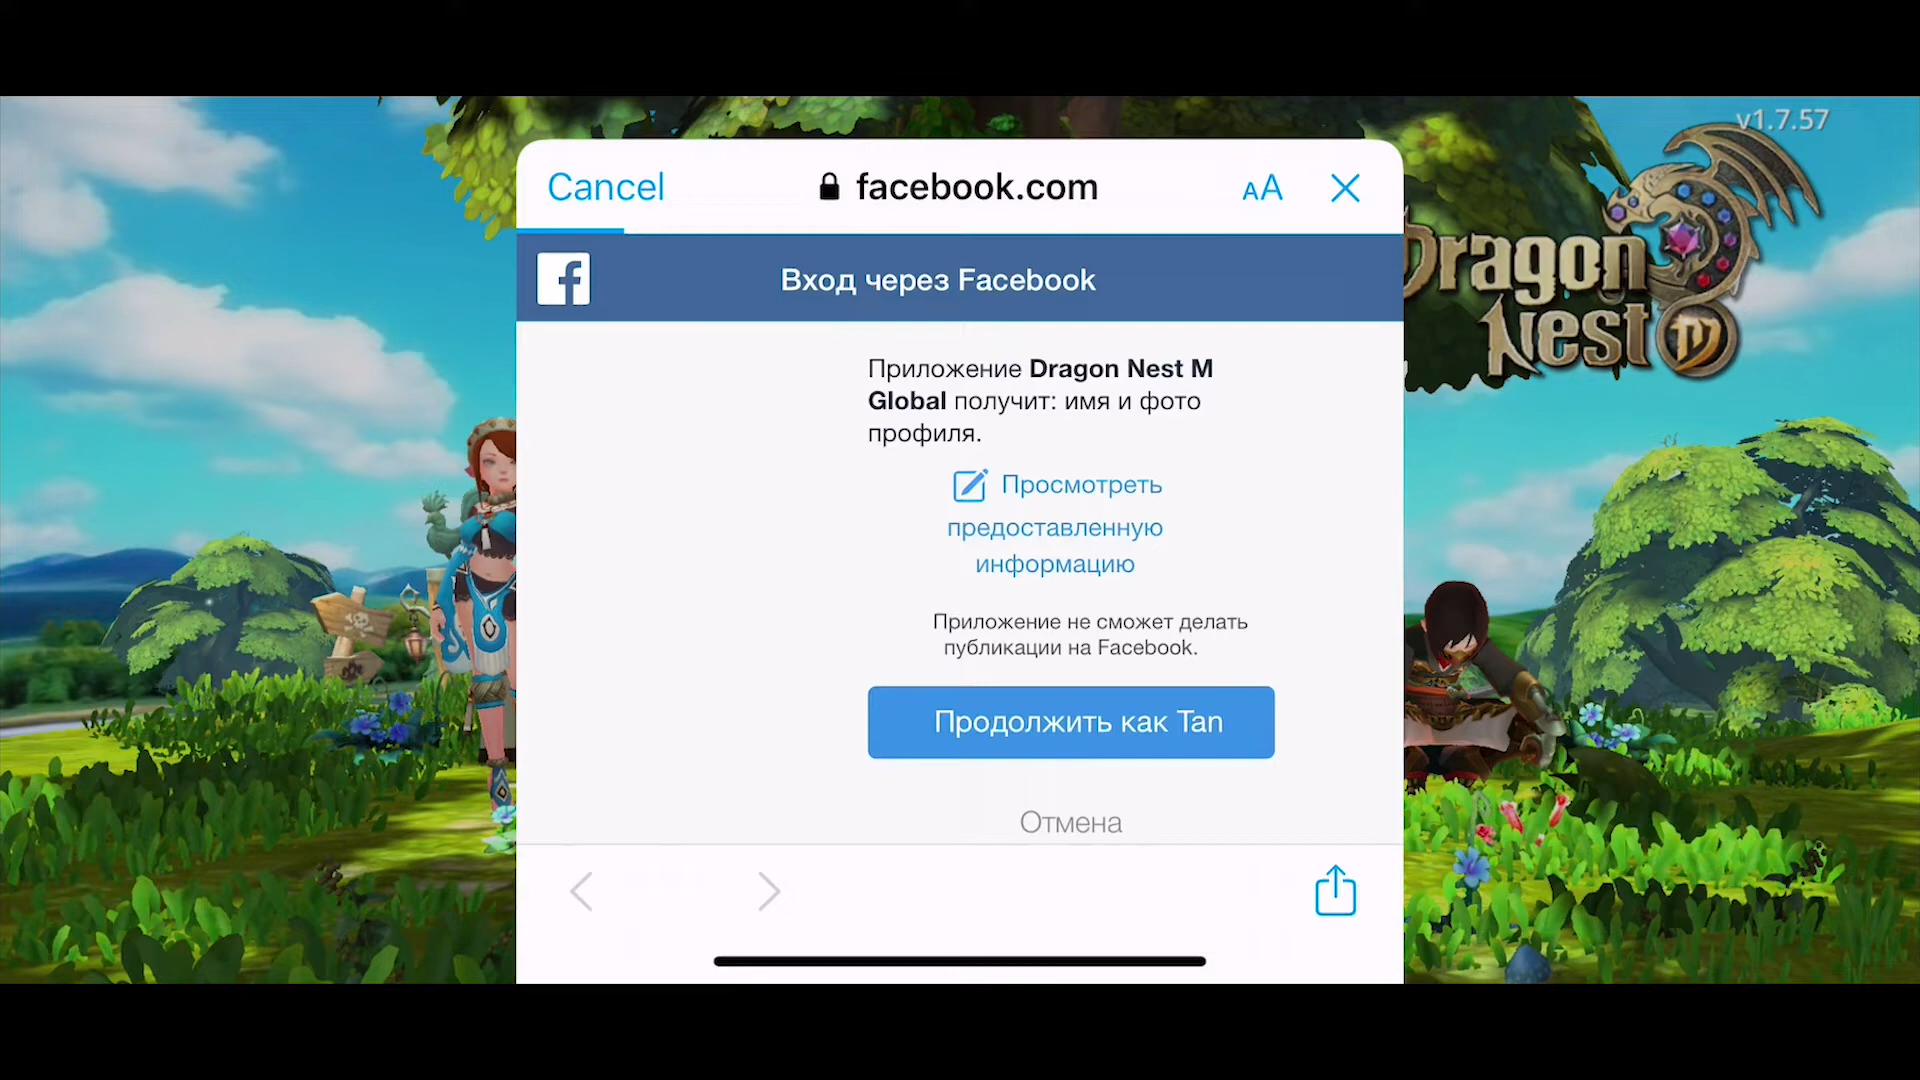 v1.7.57
Cancel
facebook.com
AA
Dragon
Nest M
Вход через Facebook
Приложение Dragon Nest M
Global получит: имя и фото
профиля.
Просмотреть
предоставленную
информацию
Приложение не сможет делать
публикации на Facebook.
Продолжить как Tan
Отмена